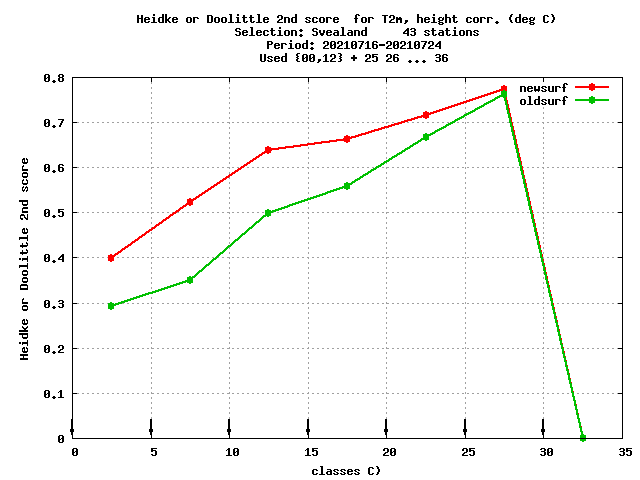 Heidke or Doolittle 2nd score  for T2m, height corr. (deg C)
Selection: Svealand     43 stations
Period: 20210716-20210724
Used {00,12} + 25 26 ... 36
newsurf
oldsurf
Heidke or Doolittle 2nd score
0.8
0.7
0.6
0.5
0.4
0.3
0.2
0.1
0
0 5 10 15 20 25 30 35
classes C)